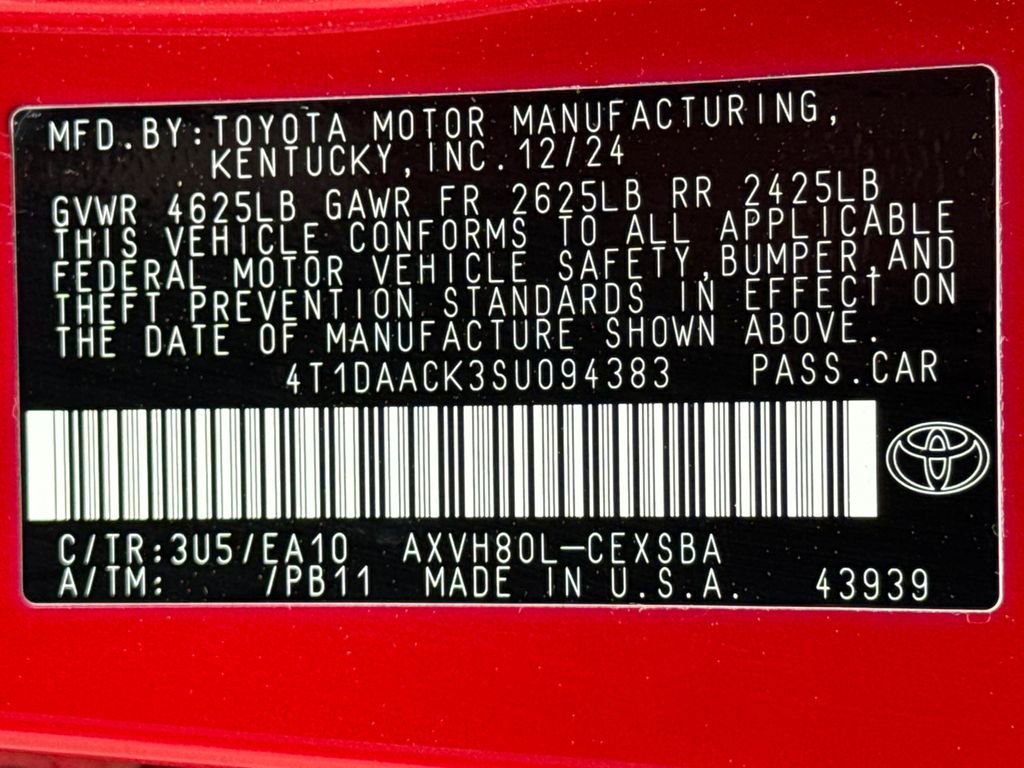 MFD. BY: TOYOTA MOTOR MANUFACTURING,
KENTUCKY, INC. 12/24
GVWR 4625LB GAWR FR 2625LB RR 2425LB
THIS VEHICLE CONFORMS TO ALL APPLICABLE
FEDERAL MOTOR VEHICLE SAFETY, BUMPER, AND
THEFT PREVENTION STANDARDS IN EFFECT ON
THE DATE OF MANUFACTURE SHOWN ABOVE.
4T1DAACK3SU094383 PASS. CAR
C/TR: 3U5/EA10 AXVH80L-CEXSBA
A/TM: /PB11 MADE IN U.S.A. 43939